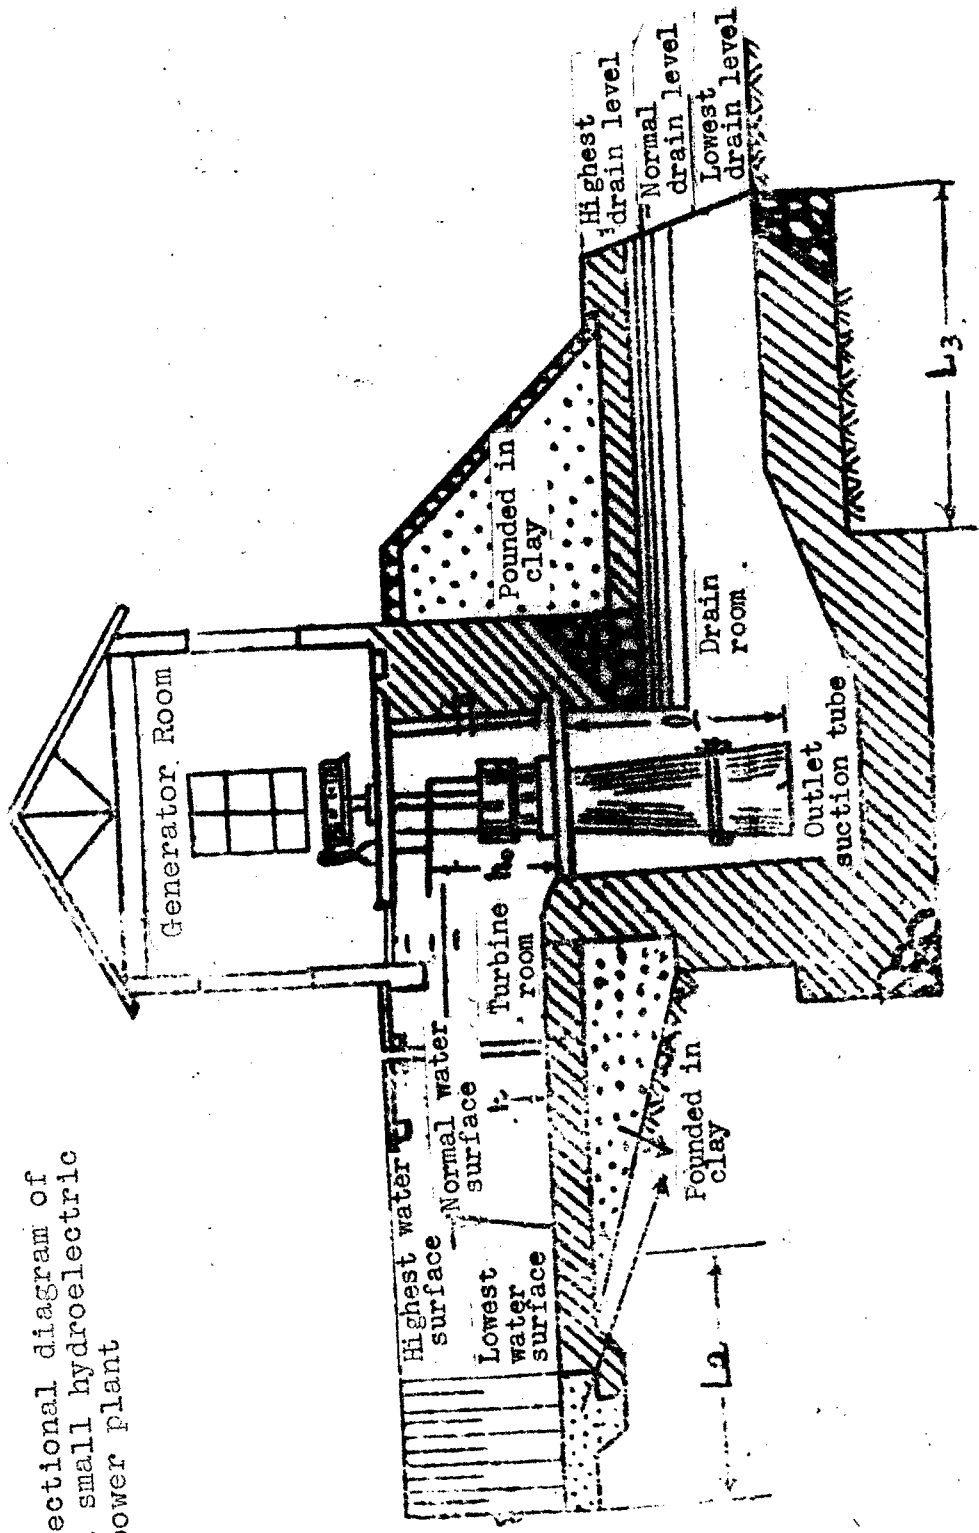 ectional diagram of
small hydroelectric
ower plant
Generator Room
Highest water
surface
Normal water
surface
Lowest
water
surface
Turbine
room
h₀
Pounded in
clay
Pounded in
clay
Outlet
suction tube
Drain
room
Highest
drain level
Normal
drain level
Lowest
drain level
L2
L3